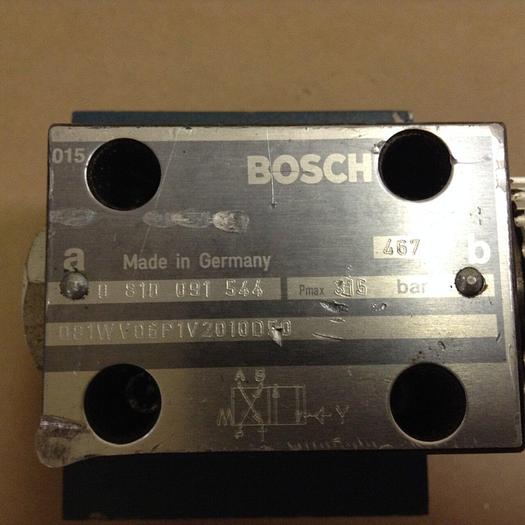 015
BOSCH
467
a b
Made in Germany
0 810 091 544 Pmax 315 bar
081WV06P1V2010D50
A B
M Y
P T